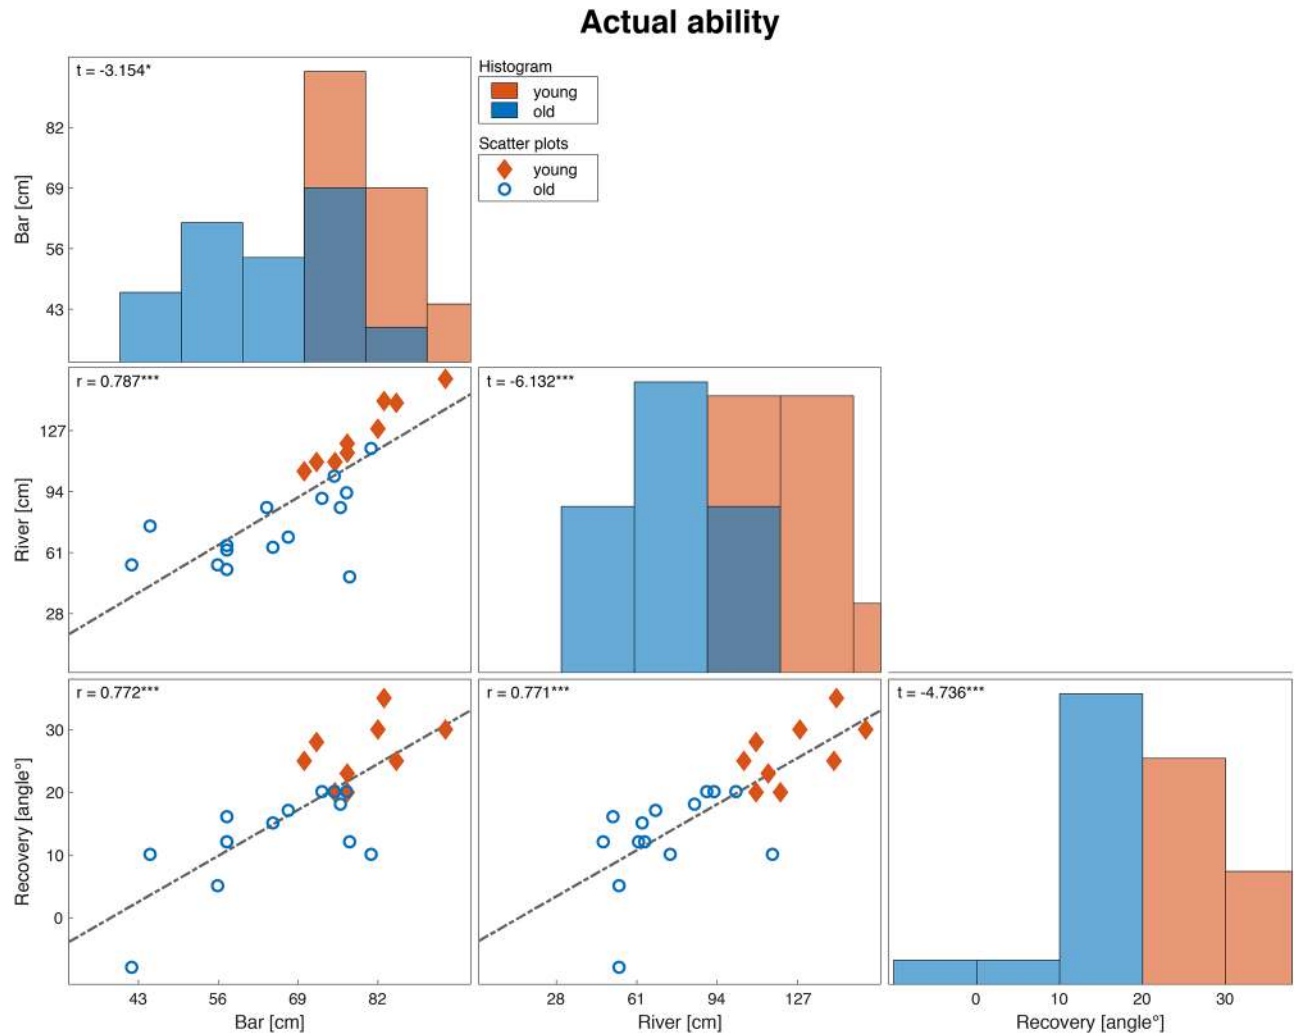 Actual ability
t = -3.154*
Histogram
young
old
Scatter plots
young
old
Bar [cm]
82
69
56
43
r = 0.787***
t = -6.132***
River [cm]
127
94
61
28
r = 0.772***
r = 0.771***
t = -4.736***
Recovery [angle°]
30
20
10
0
43 56 69 82
28 61 94 127
0 10 20 30
Bar [cm]
River [cm]
Recovery [angle°]